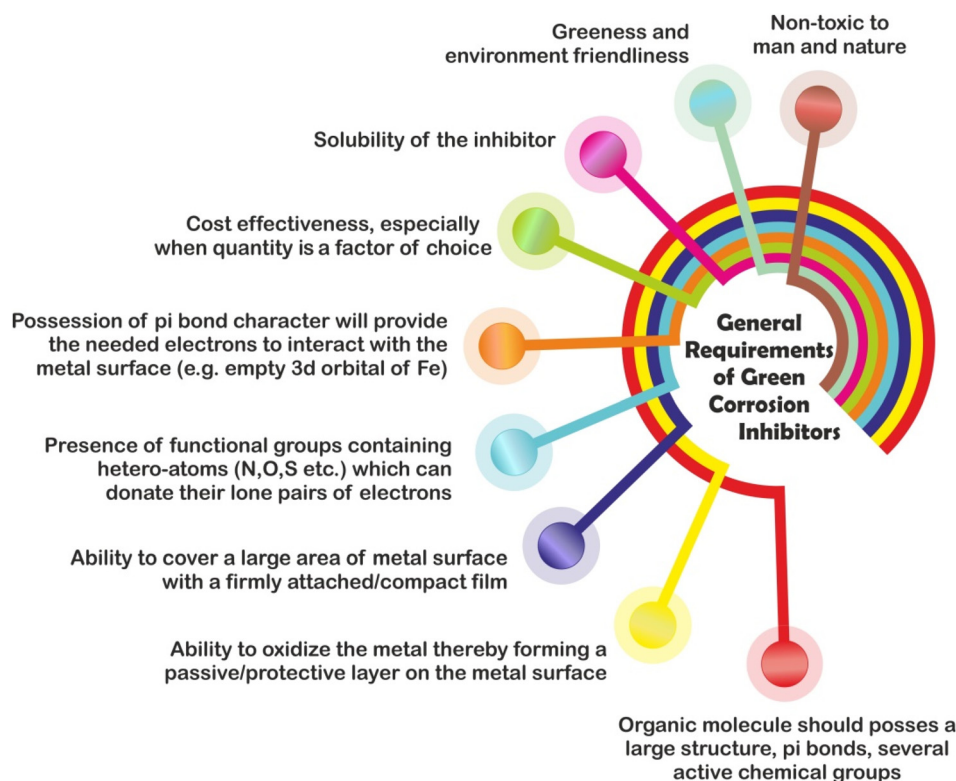 Non-toxic to
man and nature
Greeness and
environment friendliness
Solubility of the inhibitor
Cost effectiveness, especially
when quantity is a factor of choice
Possession of pi bond character will provide
the needed electrons to interact with the
metal surface (e.g. empty 3d orbital of Fe)
Presence of functional groups containing
hetero-atoms (N,O,S etc.) which can
donate their lone pairs of electrons
Ability to cover a large area of metal surface
with a firmly attached/compact film
Ability to oxidize the metal thereby forming a
passive/protective layer on the metal surface
Organic molecule should posses a
large structure, pi bonds, several
active chemical groups
General
Requirements
of Green
Corrosion
Inhibitors